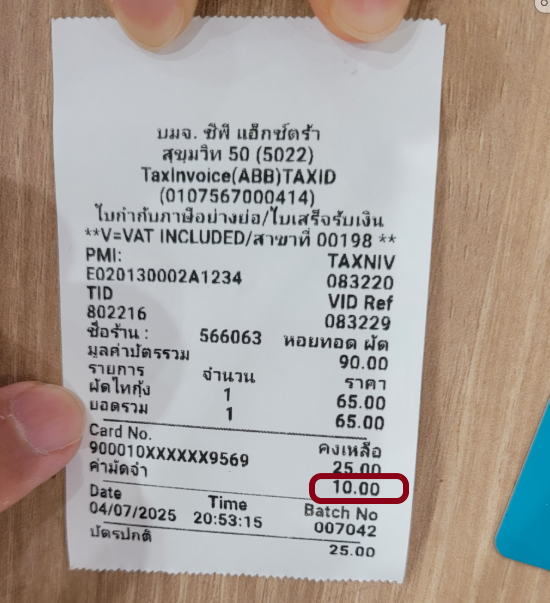 บมจ. ซีพี แอ็กซ์ตร้า
สุขุมวิท 50 (5022)
TaxInvoice(ABB)TAXID
(0107567000414)
ใบกำกับภาษีอย่างย่อ/ใบเสร็จรับเงิน
**V=VAT INCLUDED/สาขาที่ 00198 **
PMI: TAXNIV
E020130002A1234 083220
TID VID Ref
802216 083229
ชื่อร้าน : 566063 หอยทอด ผัด
มูลค่าบัตรรวม 90.00
รายการ จำนวน ราคา
ผัดไทกุ้ง 1 65.00
ยอดรวม 1 65.00
Card No. คงเหลือ
900010XXXXXX9569 25.00
ค่ามัดจำ 10.00
Date Time Batch No
04/07/2025 20:53:15 007042
บัตรปกติ 25.00